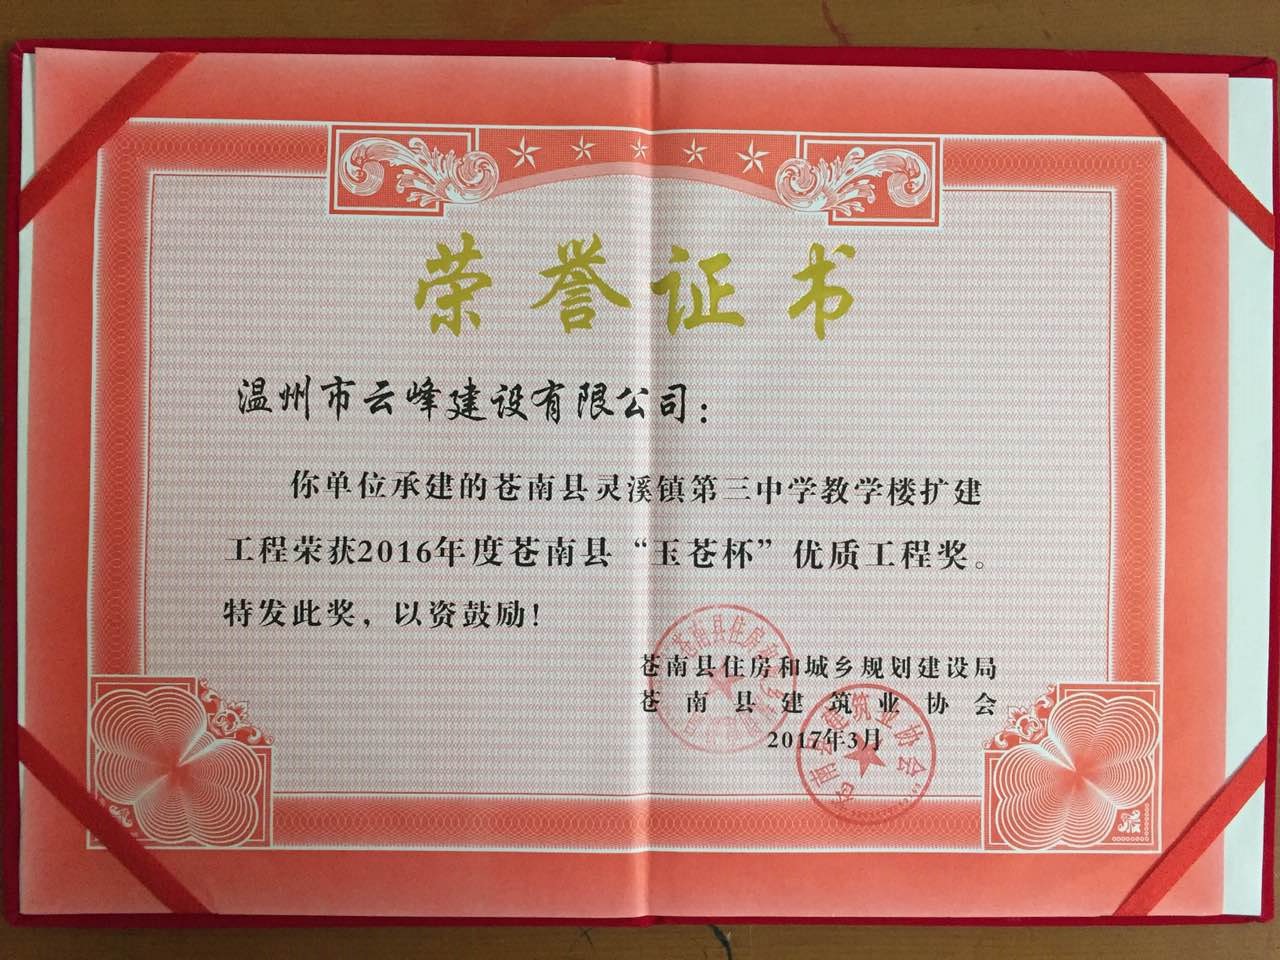 荣誉证书
温州市云峰建设有限公司：
你单位承建的苍南县灵溪镇第三中学教学楼扩建
工程荣获2016年度苍南县“玉苍杯”优质工程奖。
特发此奖，以资鼓励！
苍南县住房和城乡规划建设局
苍南县建筑业协会
2017年3月